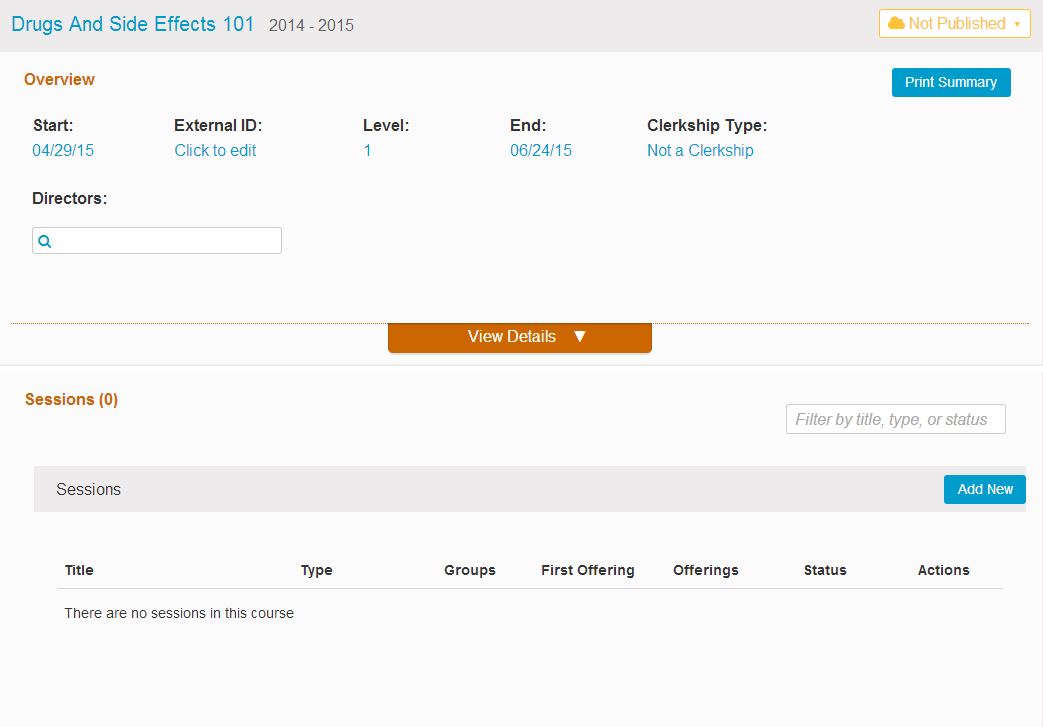 Drugs And Side Effects 101 2014 - 2015 Not Published
Overview
Print Summary
Start: External ID: Level: End: Clerkship Type:
04/29/15 Click to edit 1 06/24/15 Not a Clerkship
Directors:
View Details ▼
Sessions (0)
Filter by title, type, or status
Sessions Add New
Title Type Groups First Offering Offerings Status Actions
There are no sessions in this course